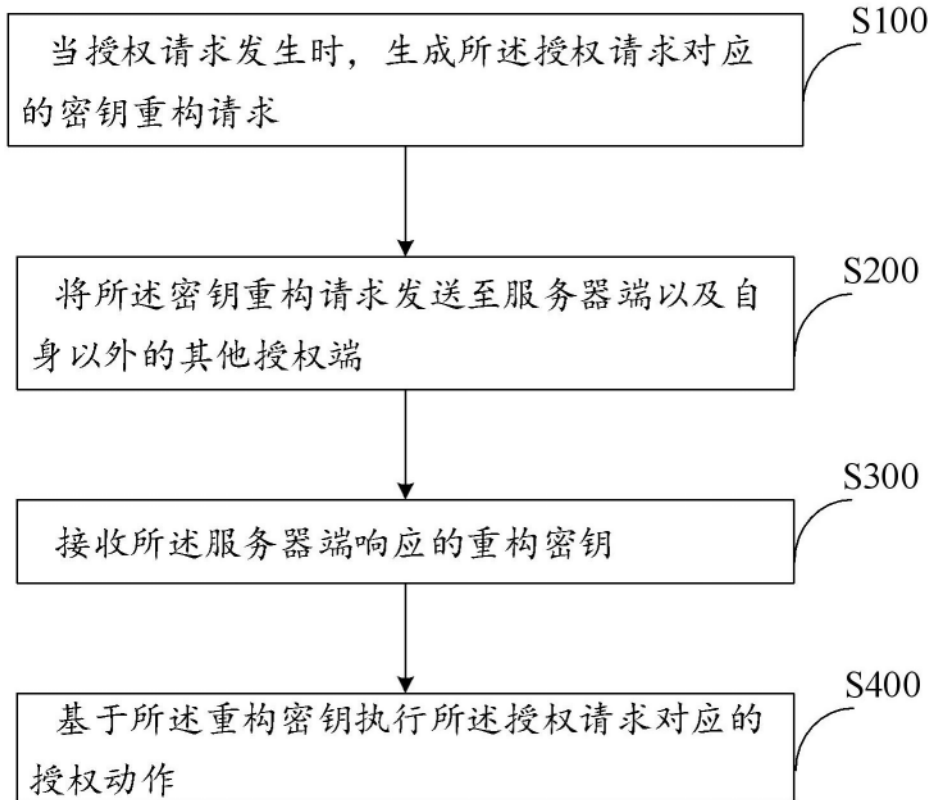 S100
当授权请求发生时，生成所述授权请求对应
的密钥重构请求
S200
将所述密钥重构请求发送至服务器端以及自
身以外的其他授权端
S300
接收所述服务器端响应的重构密钥
S400
基于所述重构密钥执行所述授权请求对应的
授权动作